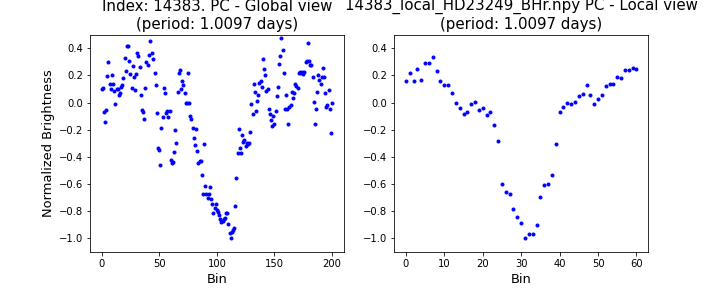 Index: 14383. PC - Global view
(period: 1.0097 days)
14383_local_HD23249_BHr.npy PC - Local view
(period: 1.0097 days)
Normalized Brightness
0.4
0.2
0.0
−0.2
−0.4
−0.6
−0.8
−1.0
0 50 100 150 200
Bin
0.4
0.2
0.0
−0.2
−0.4
−0.6
−0.8
−1.0
0 10 20 30 40 50 60
Bin